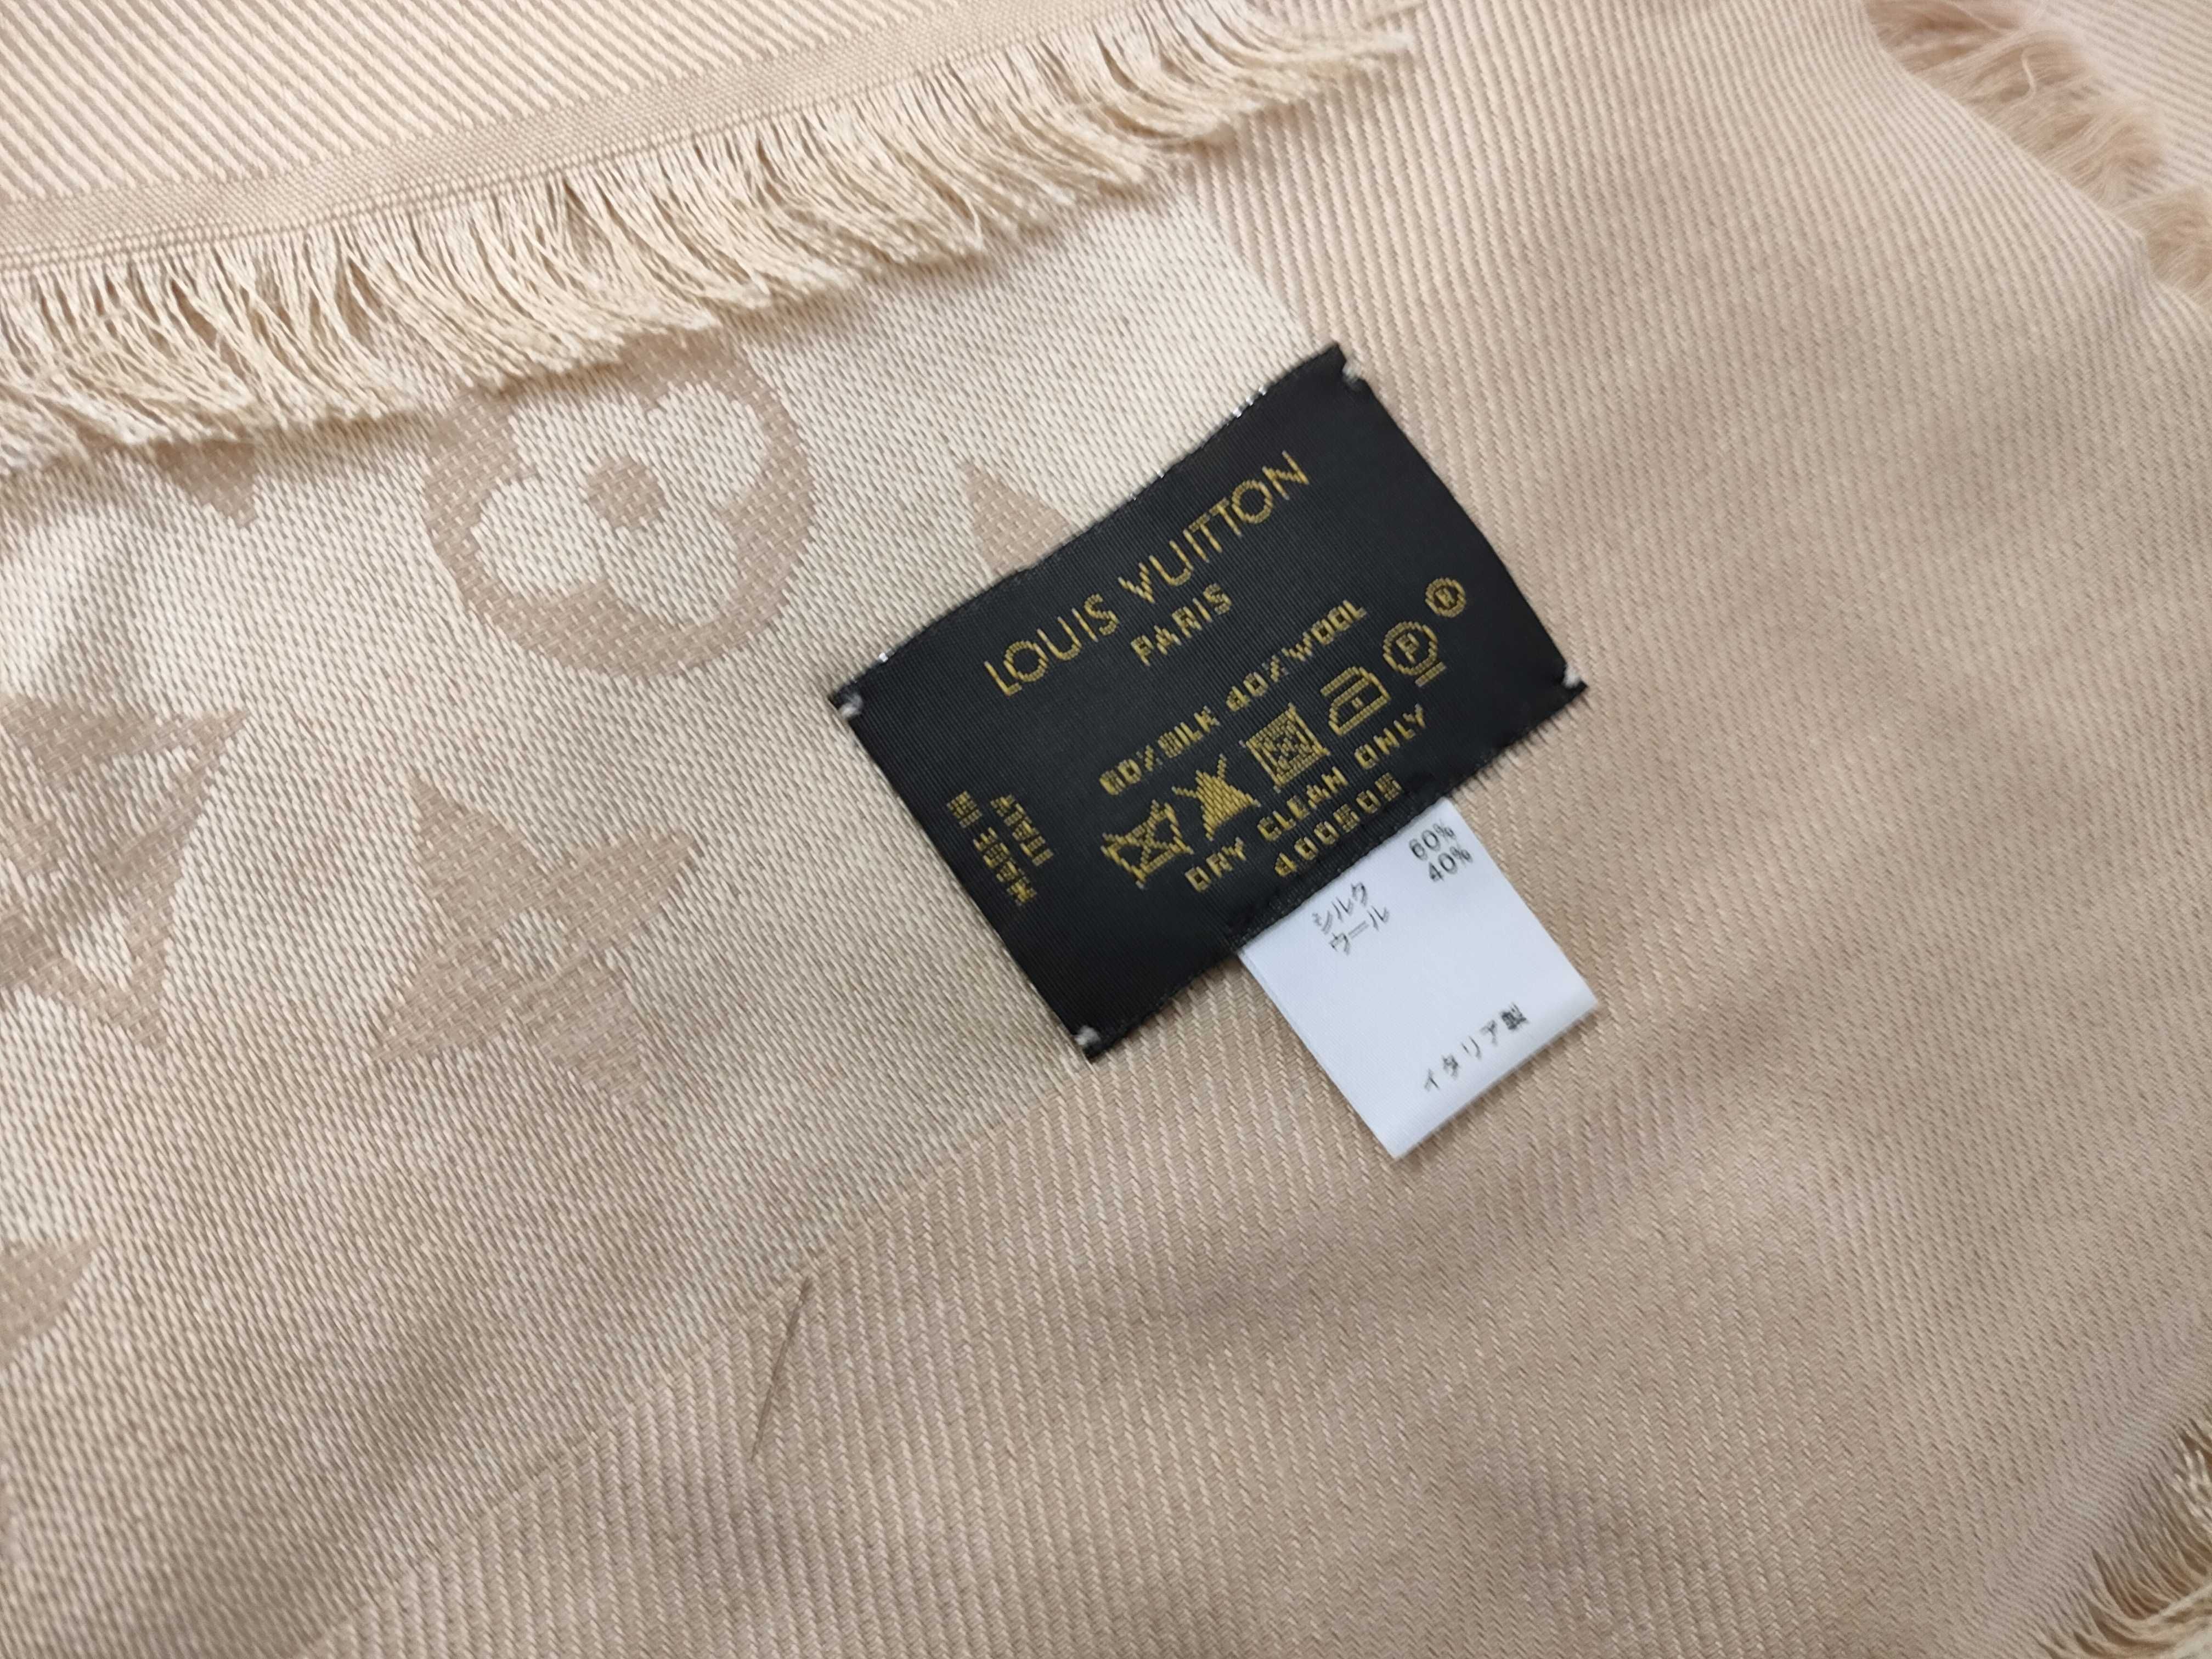 LOUIS VUITTON
PARIS
60% SILK 40% WOOL
P
DRY CLEAN ONLY
400505
MADE IN
ITALY
シルク 60%
ウール 40%
イタリア製